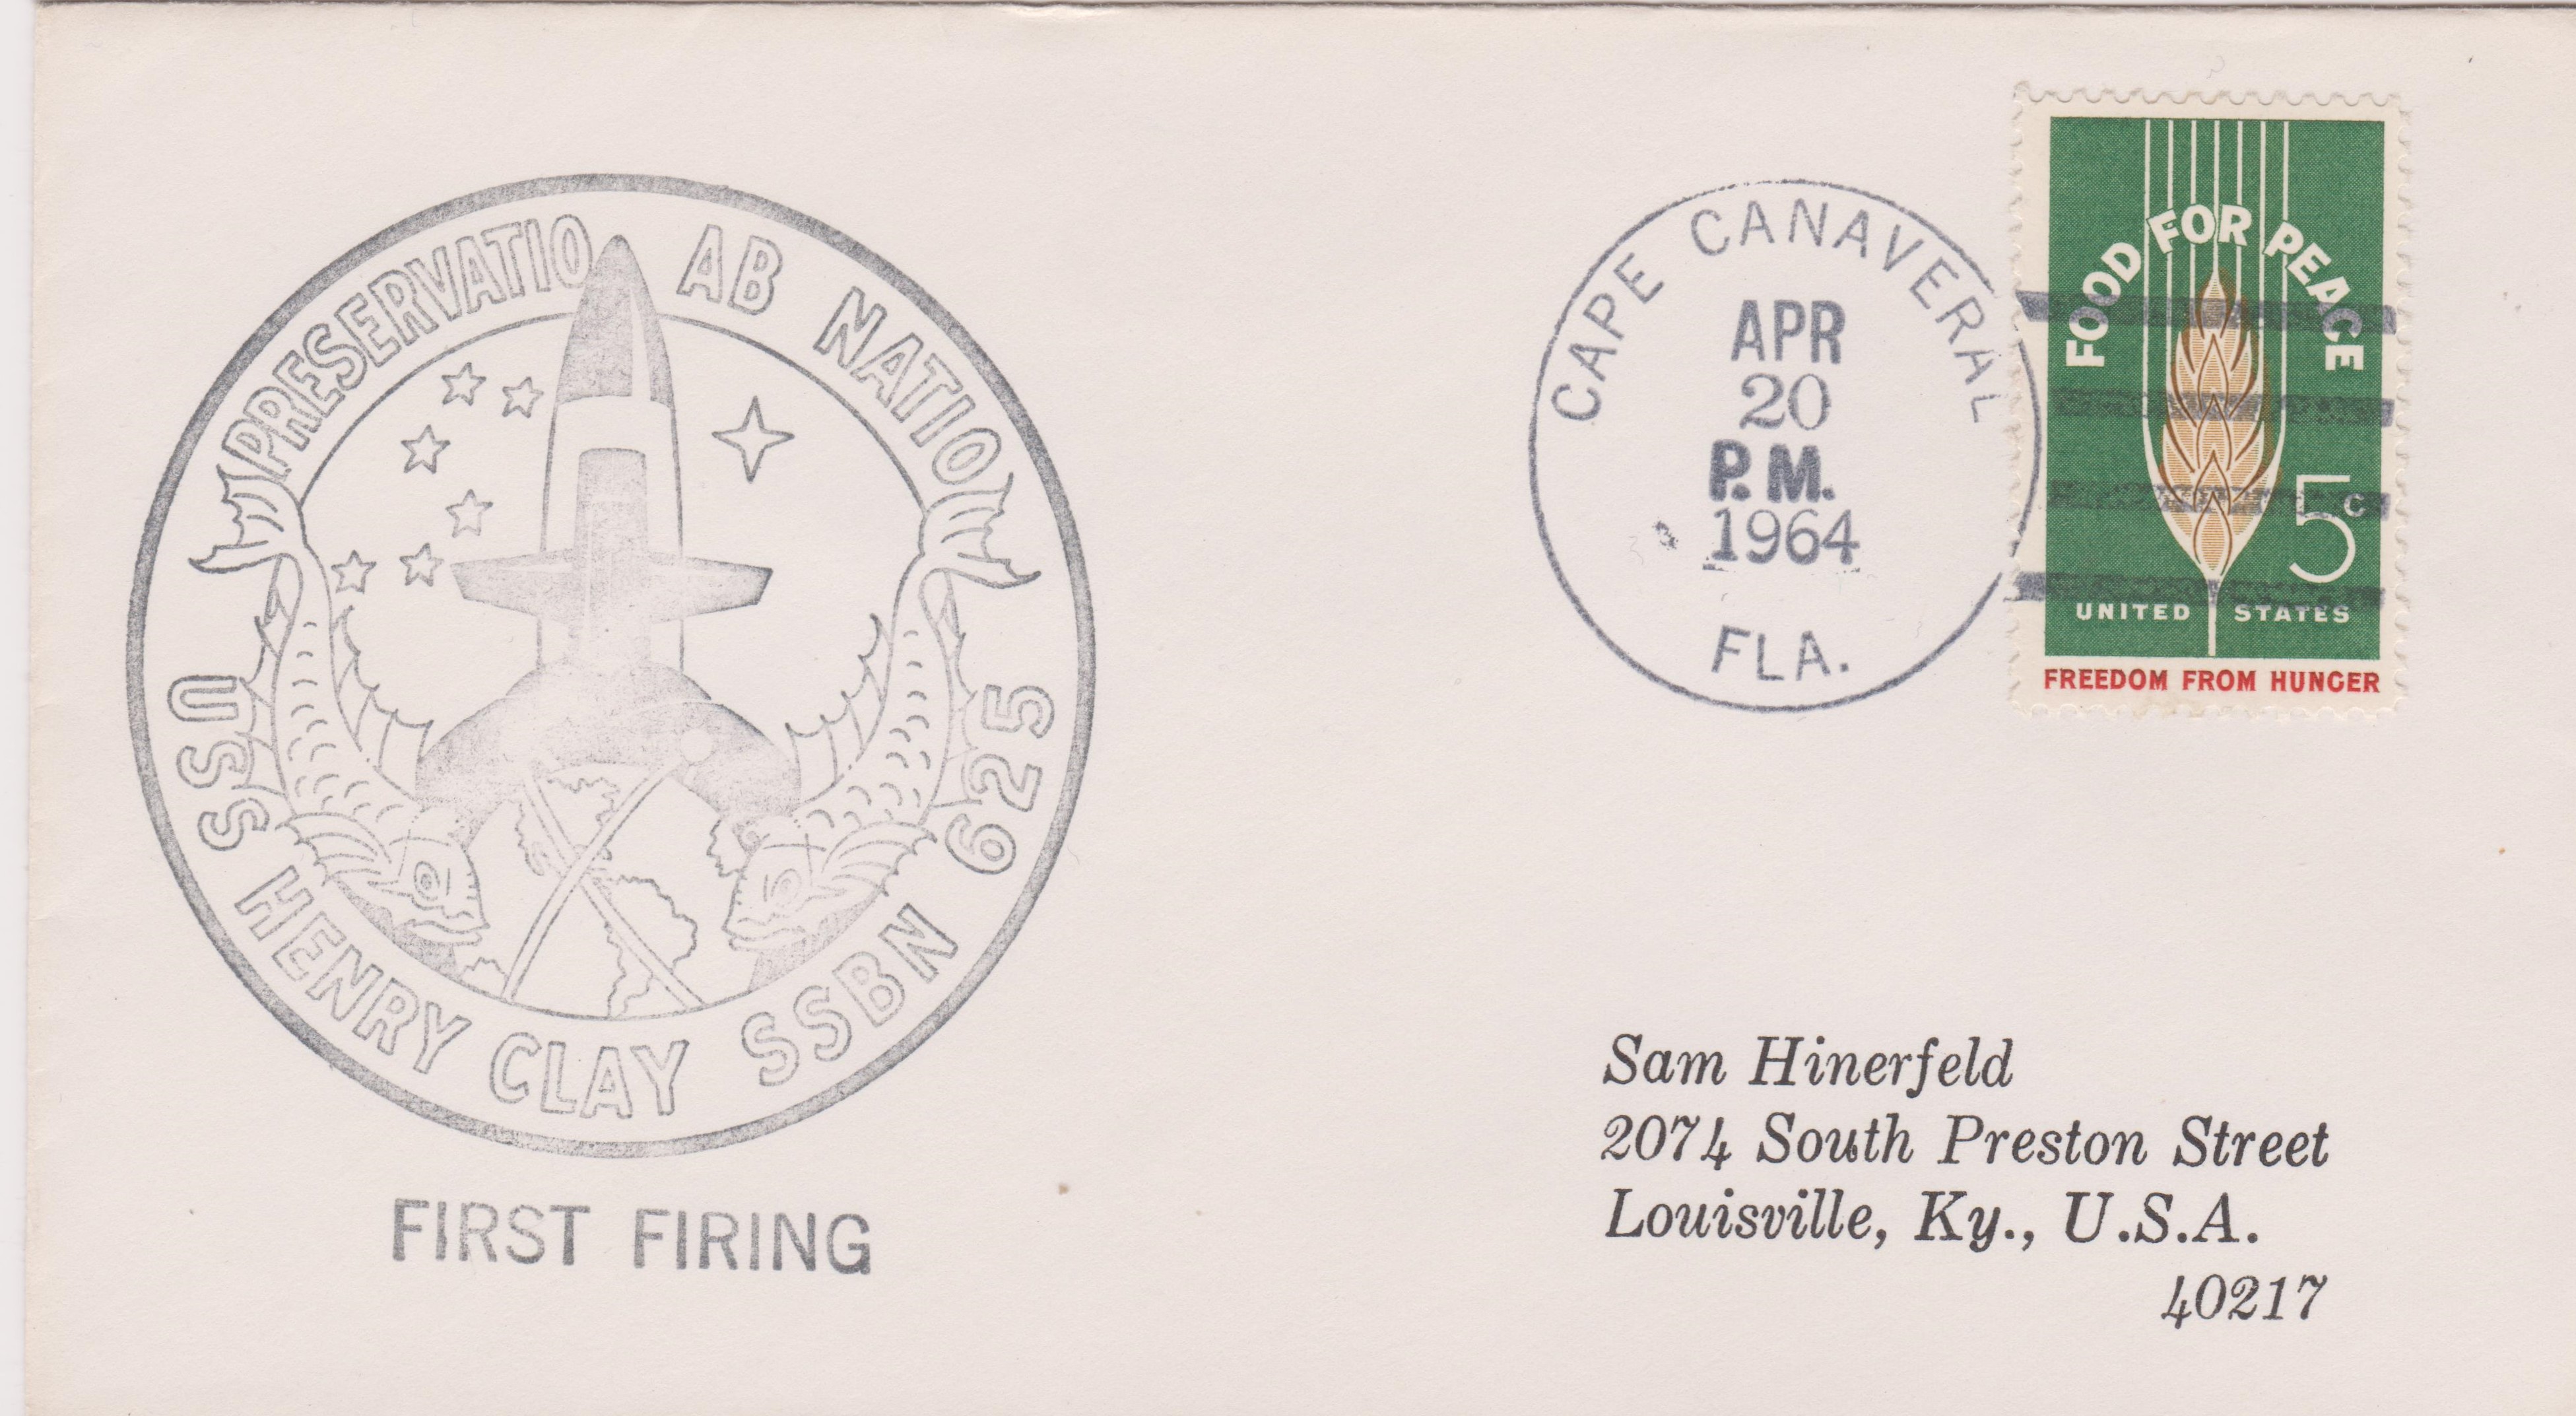 PRESERVATIO AB NATIO
USS HENRY CLAY SSBN 625
FIRST FIRING
CAPE CANAVERAL
APR
20
P.M.
1964
FLA.
FOOD FOR PEACE
5c
UNITED STATES
FREEDOM FROM HUNGER
Sam Hinerfeld
2074 South Preston Street
Louisville, Ky., U.S.A.
40217